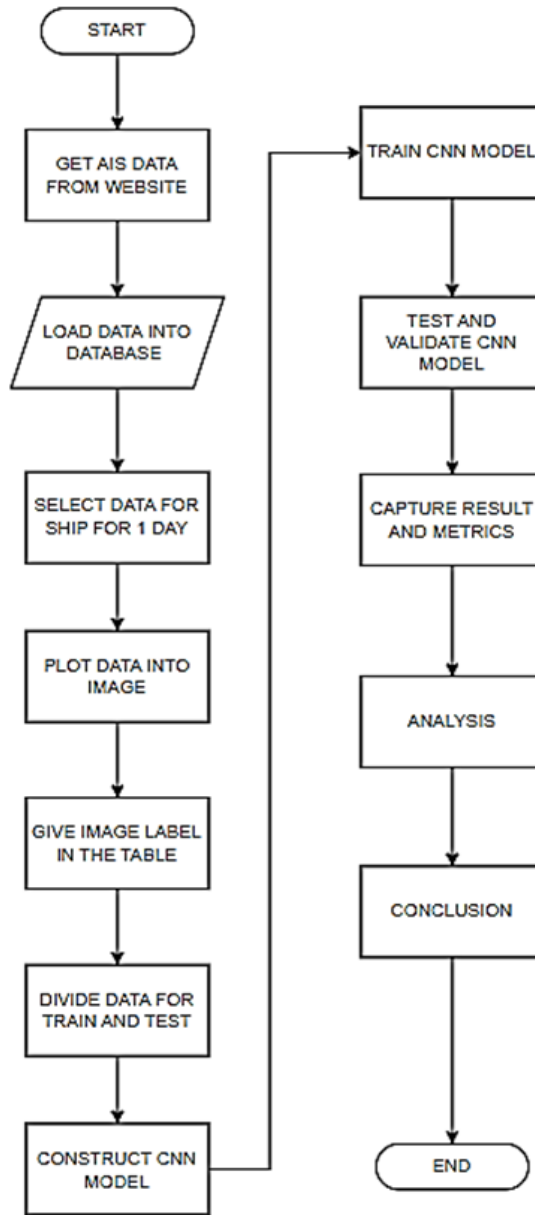 START
GET AIS DATA
FROM WEBSITE
LOAD DATA INTO
DATABASE
SELECT DATA FOR
SHIP FOR 1 DAY
PLOT DATA INTO
IMAGE
GIVE IMAGE LABEL
IN THE TABLE
DIVIDE DATA FOR
TRAIN AND TEST
CONSTRUCT CNN
MODEL
TRAIN CNN MODEL
TEST AND
VALIDATE CNN
MODEL
CAPTURE RESULT
AND METRICS
ANALYSIS
CONCLUSION
END